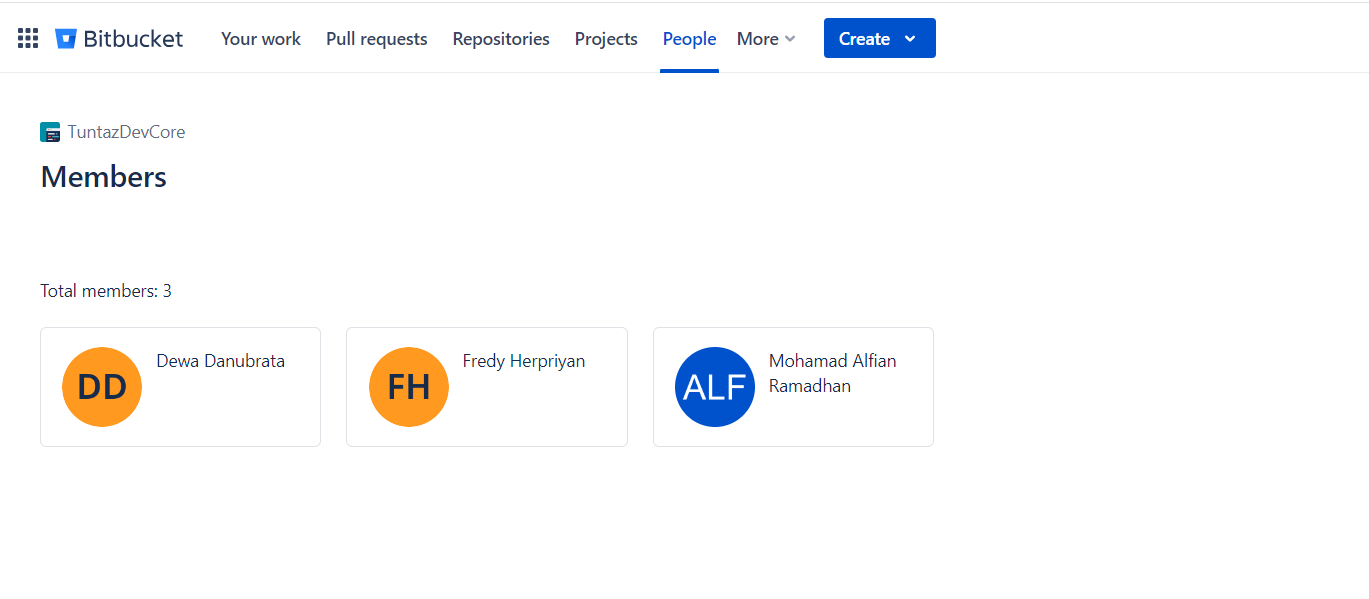 Bitbucket Your work Pull requests Repositories Projects People More Create
TuntazDevCore
Members
Total members: 3
DD Dewa Danubrata
FH Fredy Herpriyan
ALF Mohamad Alfian
Ramadhan